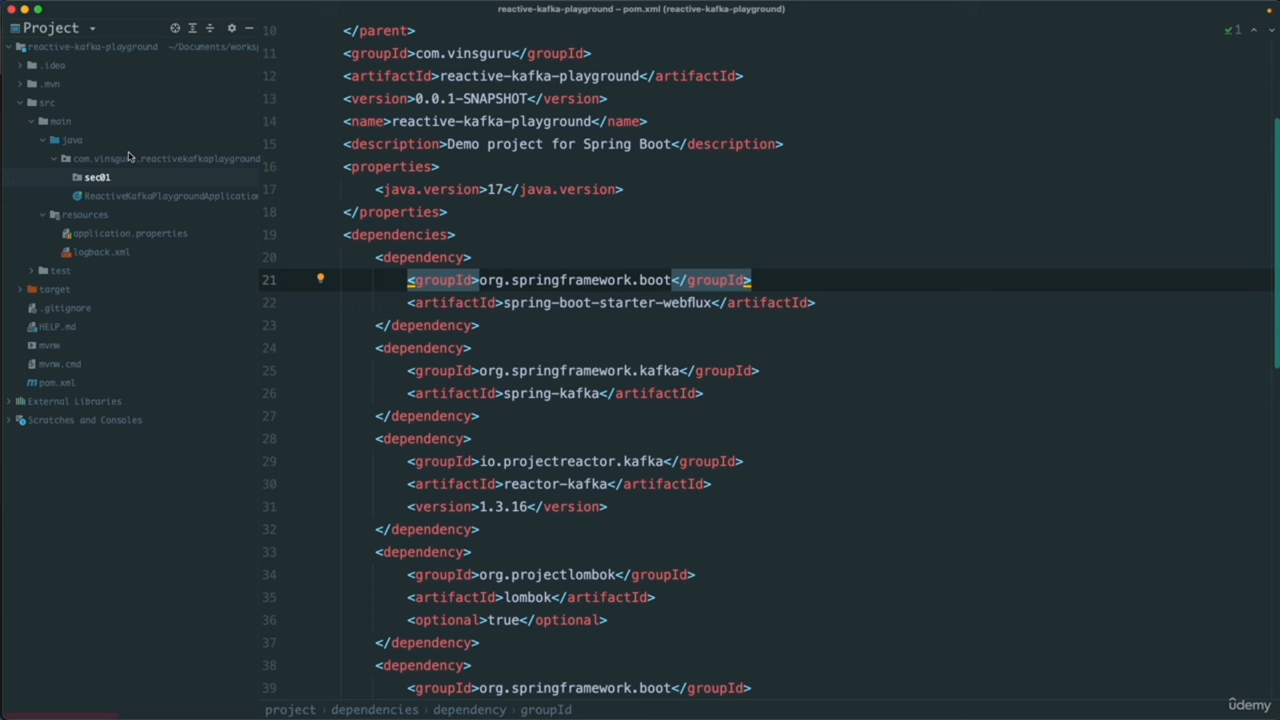 reactive-kafka-playground – pom.xml (reactive-kafka-playground)
Project
reactive-kafka-playground ~/Documents/works
.idea
.mvn
src
main
java
com.vinsguru.reactivekafkaplayground
sec01
ReactiveKafkaPlaygroundApplication
resources
application.properties
logback.xml
test
target
.gitignore
HELP.md
mvnw
mvnw.cmd
pom.xml
External Libraries
Scratches and Consoles
1
10 </parent>
11 <groupId>com.vinsguru</groupId>
12 <artifactId>reactive-kafka-playground</artifactId>
13 <version>0.0.1-SNAPSHOT</version>
14 <name>reactive-kafka-playground</name>
15 <description>Demo project for Spring Boot</description>
16 <properties>
17 <java.version>17</java.version>
18 </properties>
19 <dependencies>
20 <dependency>
21 <groupId>org.springframework.boot</groupId>
22 <artifactId>spring-boot-starter-webflux</artifactId>
23 </dependency>
24 <dependency>
25 <groupId>org.springframework.kafka</groupId>
26 <artifactId>spring-kafka</artifactId>
27 </dependency>
28 <dependency>
29 <groupId>io.projectreactor.kafka</groupId>
30 <artifactId>reactor-kafka</artifactId>
31 <version>1.3.16</version>
32 </dependency>
33 <dependency>
34 <groupId>org.projectlombok</groupId>
35 <artifactId>lombok</artifactId>
36 <optional>true</optional>
37 </dependency>
38 <dependency>
39 <groupId>org.springframework.boot</groupId>
project › dependencies › dependency › groupId
ûdemy